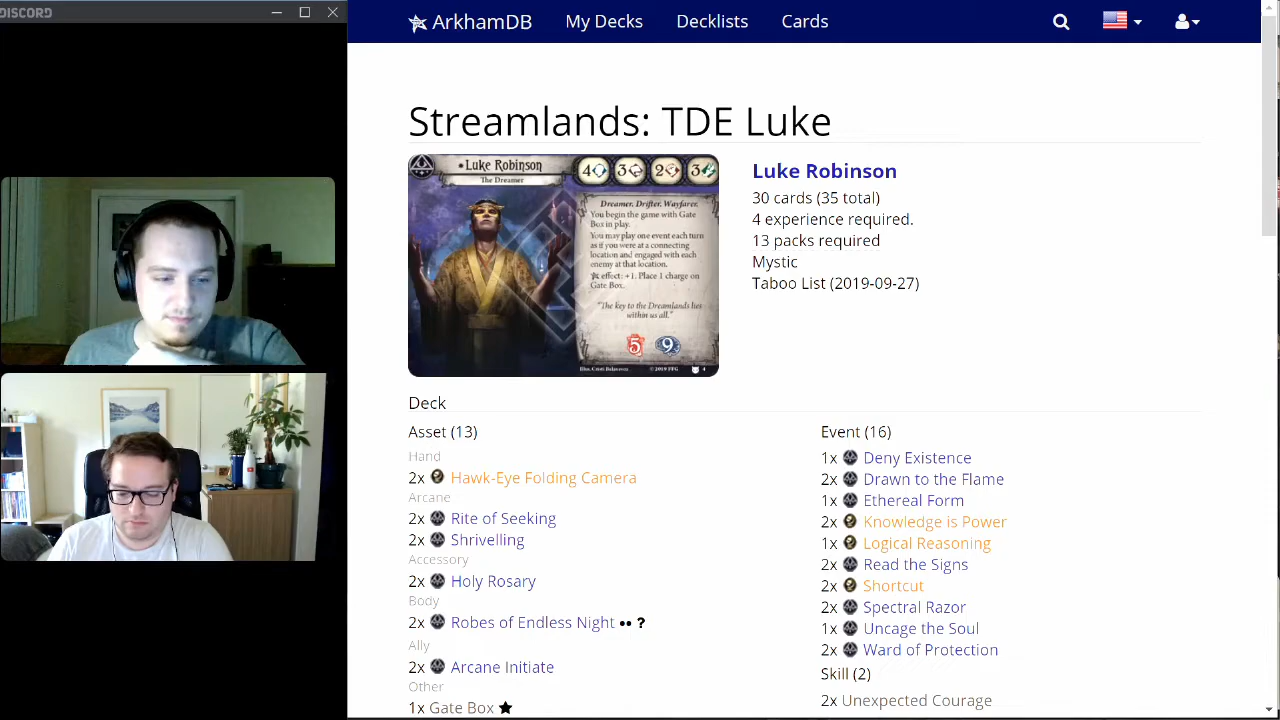 DISCORD
ArkhamDB My Decks Decklists Cards
Streamlands: TDE Luke
Luke Robinson
The Dreamer
4 3 2 3
Dreamer. Drifter. Wayfarer.
You begin the game with Gate
Box in play.
You may play one event each turn
as if you were at a connecting
location and engaged with each
enemy at that location.
effect: +1. Place 1 charge on
Gate Box.
"The key to the Dreamlands lies
within us all."
5 9
Illus. Cristi Balanescu
© 2019 FFG
4
Luke Robinson
30 cards (35 total)
4 experience required.
13 packs required
Mystic
Taboo List (2019-09-27)
Deck
Asset (13)
Hand
2x Hawk-Eye Folding Camera
Arcane
2x Rite of Seeking
2x Shrivelling
Accessory
2x Holy Rosary
Body
2x Robes of Endless Night •• ?
Ally
2x Arcane Initiate
Other
1x Gate Box ★
Event (16)
1x Deny Existence
2x Drawn to the Flame
1x Ethereal Form
2x Knowledge is Power
1x Logical Reasoning
2x Read the Signs
2x Shortcut
2x Spectral Razor
1x Uncage the Soul
2x Ward of Protection
Skill (2)
2x Unexpected Courage